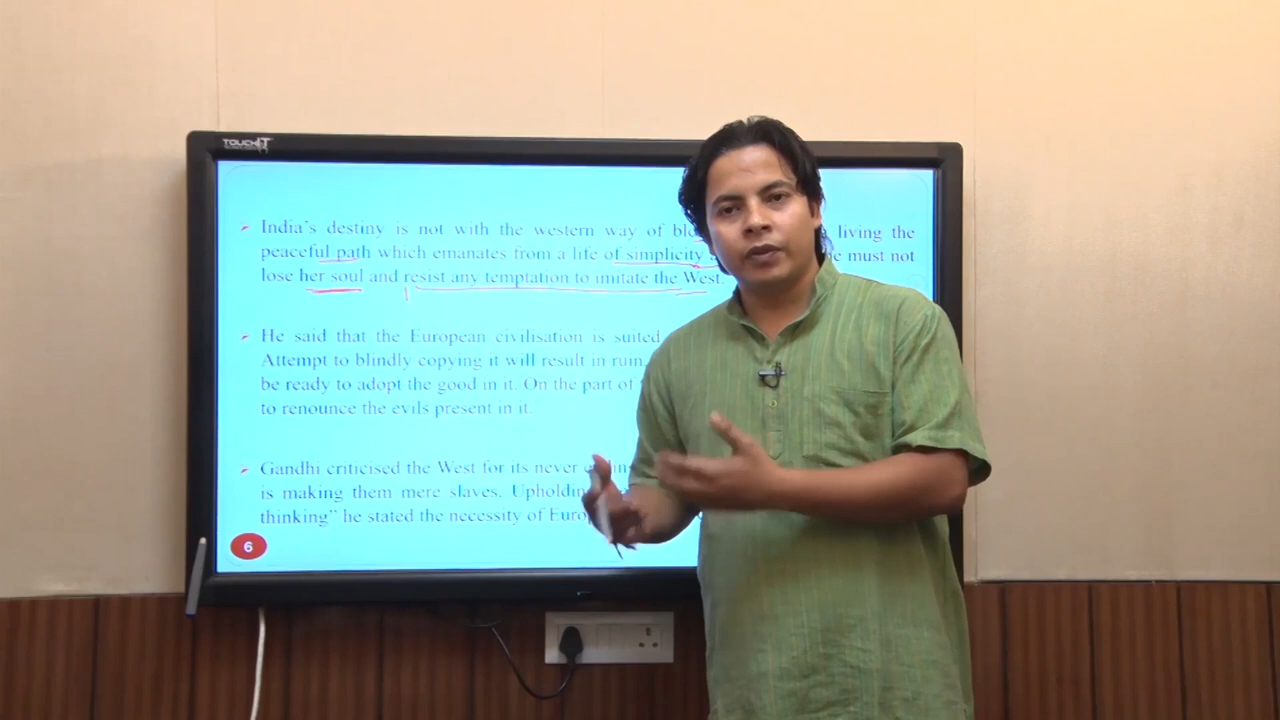 TOUCHIT
India's destiny is not with the western way of living the
peaceful path which emanates from a life of simplicity must not
lose her soul and resist any temptation to imitate the West.
He said that the European civilisation is suited
Attempt to blindly copying it will result in ruin.
be ready to adopt the good in it. On the part of
to renounce the evils present in it.
Gandhi criticised the West for its never
is making them mere slaves.
thinking" he stated the necessity of
6